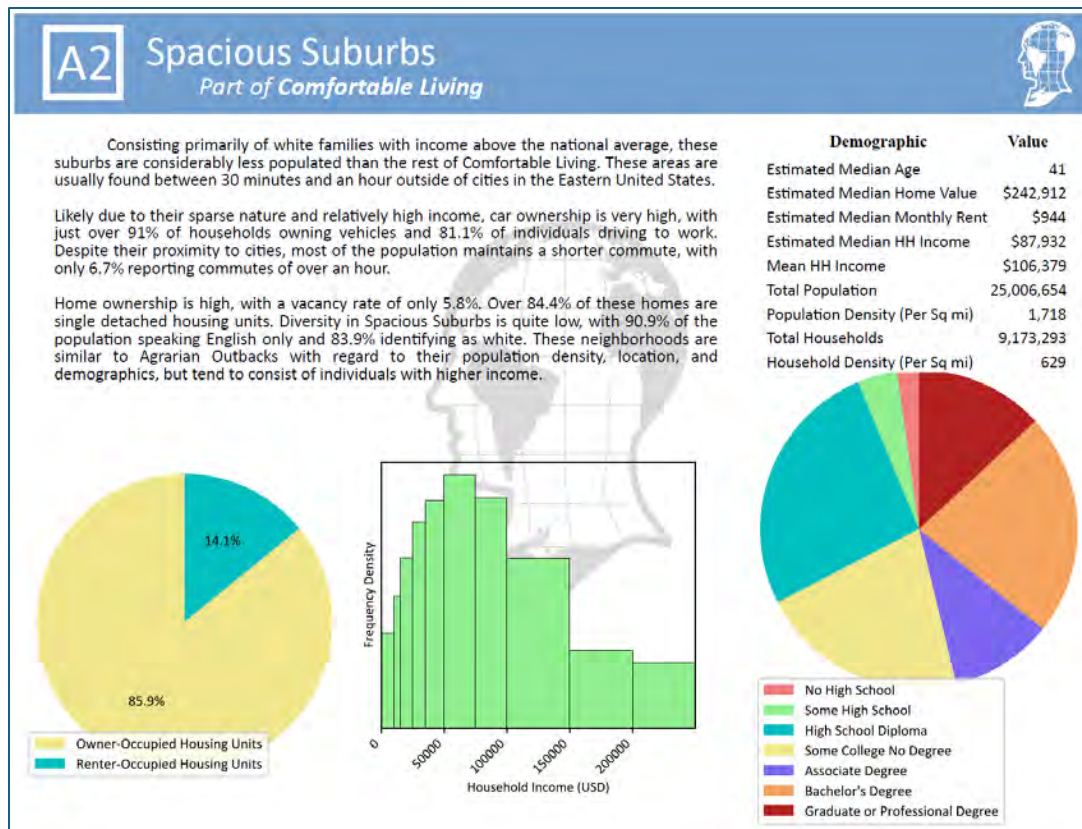 A2
Spacious Suburbs
Part of Comfortable Living
Consisting primarily of white families with income above the national average, these
suburbs are considerably less populated than the rest of Comfortable Living. These areas are
usually found between 30 minutes and an hour outside of cities in the Eastern United States.
Likely due to their sparse nature and relatively high income, car ownership is very high, with
just over 91% of households owning vehicles and 81.1% of individuals driving to work.
Despite their proximity to cities, most of the population maintains a shorter commute, with
only 6.7% reporting commutes of over an hour.
Home ownership is high, with a vacancy rate of only 5.8%. Over 84.4% of these homes are
single detached housing units. Diversity in Spacious Suburbs is quite low, with 90.9% of the
population speaking English only and 83.9% identifying as white. These neighborhoods are
similar to Agrarian Outbacks with regard to their population density, location, and
demographics, but tend to consist of individuals with higher income.
Demographic Value
Estimated Median Age 41
Estimated Median Home Value $242,912
Estimated Median Monthly Rent $944
Estimated Median HH Income $87,932
Mean HH Income $106,379
Total Population 25,006,654
Population Density (Per Sq mi) 1,718
Total Households 9,173,293
Household Density (Per Sq mi) 629
14.1%
85.9%
Owner-Occupied Housing Units
Renter-Occupied Housing Units
Frequency Density
0 50000 100000 150000 200000
Household Income (USD)
No High School
Some High School
High School Diploma
Some College No Degree
Associate Degree
Bachelor's Degree
Graduate or Professional Degree